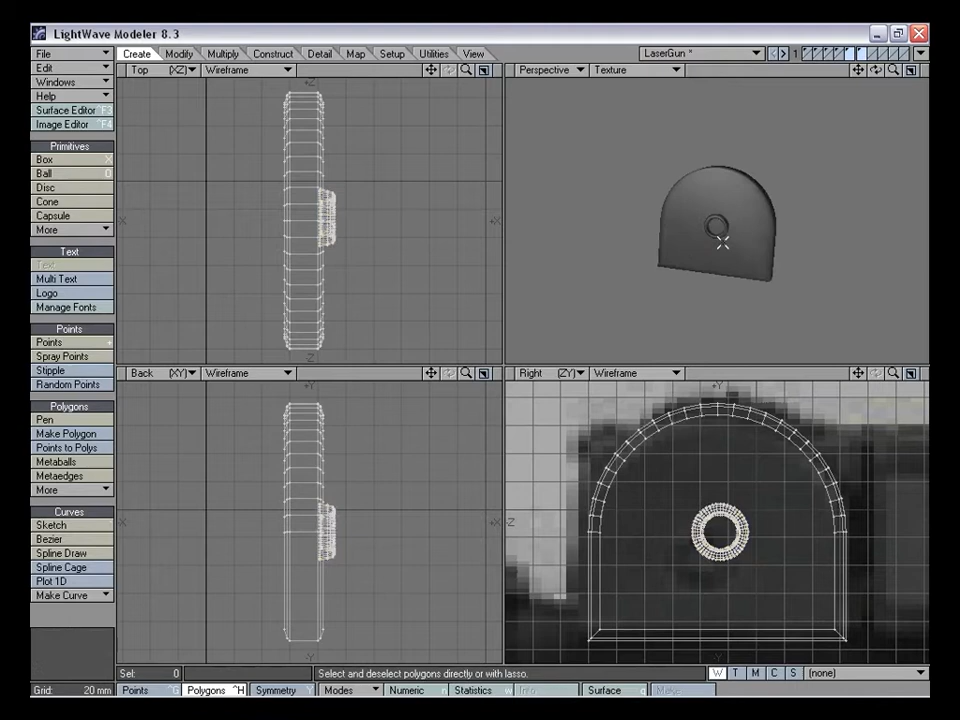 LightWave Modeler 8.3
File Create Modify Multiply Construct Detail Map Setup Utilities View LaserGun * 1
Edit Top (XZ) Wireframe Perspective Texture
Windows
Help
Surface Editor ^F3
Image Editor ^F4
Primitives
Box X
Ball O
Disc
Cone
Capsule
More
Text
Text
Multi Text
Logo
Manage Fonts
Points
Points +
Spray Points
Stipple
Random Points
Back (XY) Wireframe Right (ZY) Wireframe
Polygons
Pen
Make Polygon
Points to Polys
Metaballs
Metaedges
More
Curves
Sketch
Bezier
Spline Draw
Spline Cage
Plot 1D
Make Curve
Sel: 0 Select and deselect polygons directly or with lasso. W T M C S (none)
Grid: 20 mm Points ^G Polygons ^H Symmetry Y Modes Numeric n Statistics w Info Surface q Make